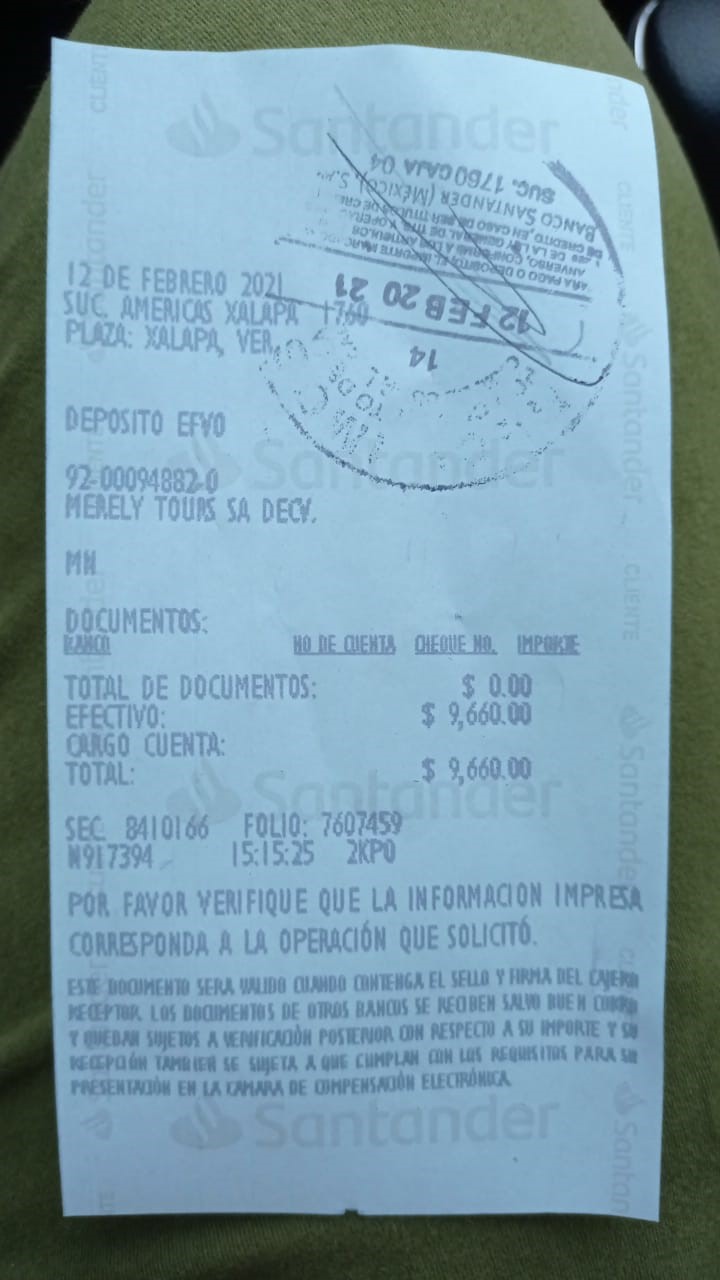 Santander
SUC. 1760 CAJA 04
BANCO SANTANDER (MÉXICO), S.A.
12 FEB 20 21
14
12 DE FEBRERO 2021
SUC. AMERICAS XALAPA 1760
PLAZA: XALAPA, VER.
DEPOSITO EFVO
92-00094882-0
MERELY TOURS SA DECV.
MN
DOCUMENTOS:
BANCO NO DE CUENTA CHEQUE NO. IMPORTE
TOTAL DE DOCUMENTOS: $ 0.00
EFECTIVO: $ 9,660.00
CARGO CUENTA:
TOTAL: $ 9,660.00
SEC 8410166 FOLIO: 7607459
N917394 15:15:25 2KPO
POR FAVOR VERIFIQUE QUE LA INFORMACION IMPRESA
CORRESPONDA A LA OPERACIÓN QUE SOLICITÓ.
ESTE DOCUMENTO SERA VALIDO CUANDO CONTENGA EL SELLO Y FIRMA DEL CAJERO
RECEPTOR. LOS DOCUMENTOS DE OTROS BANCOS SE RECIBEN SALVO BUEN COBRO
Y QUEDAN SUJETOS A VERIFICACIÓN POSTERIOR CON RESPECTO A SU IMPORTE Y SU
RECEPCIÓN TAMBIEN SE SUJETA A QUE CUMPLAN CON LOS REQUISITOS PARA SU
PRESENTACIÓN EN LA CAMARA DE COMPENSACIÓN ELECTRÓNICA.
Santander